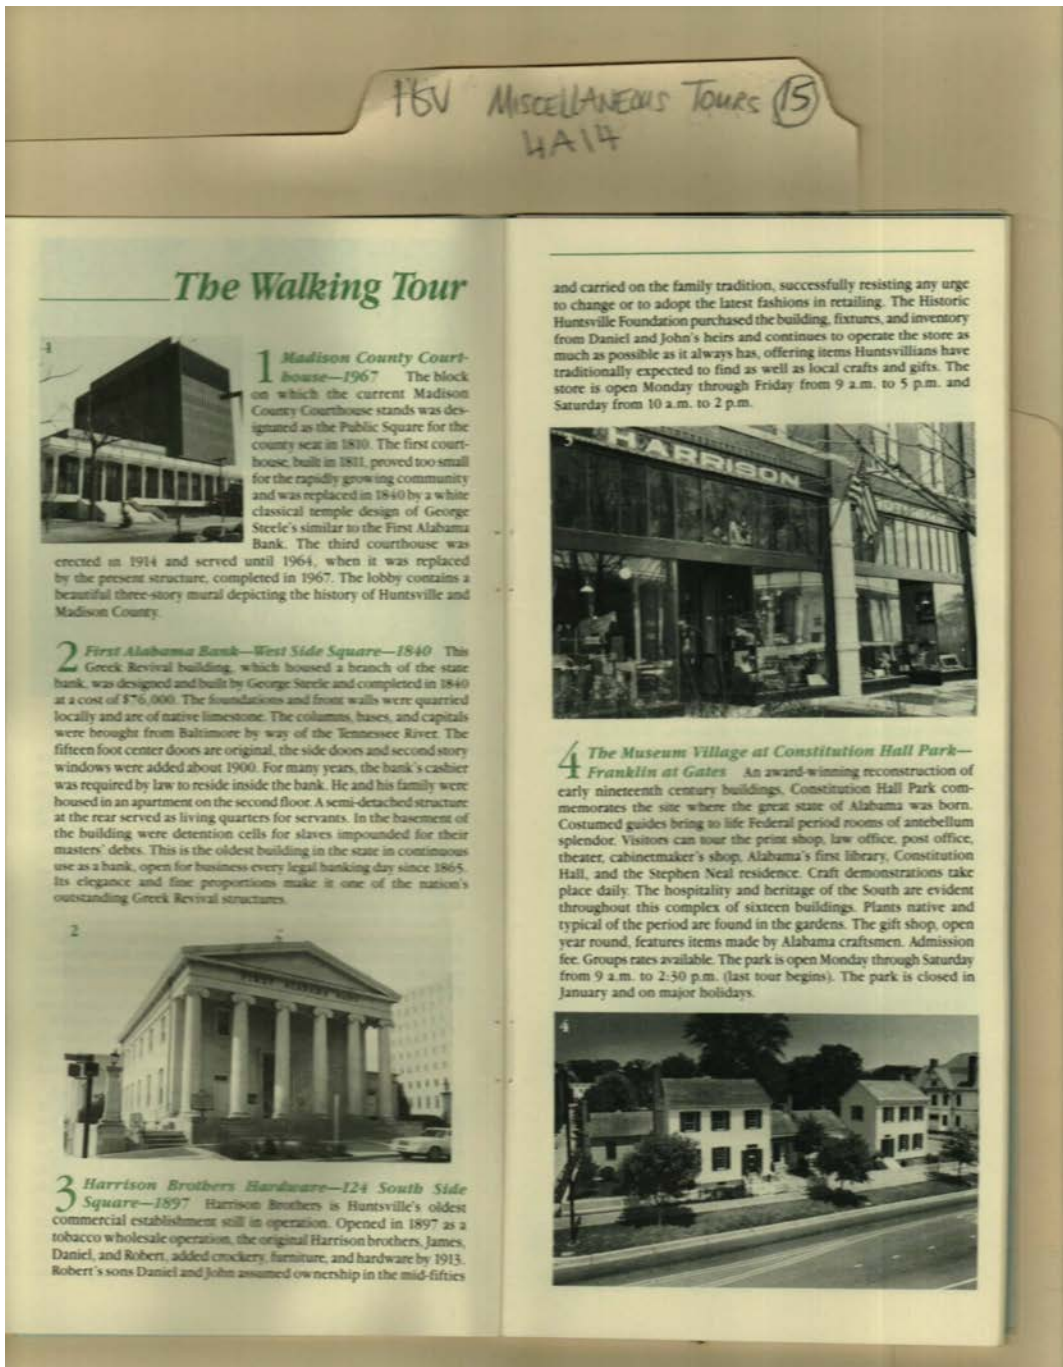 MISCELLANEOUS TOURS 15
4A14
The Walking Tour
1
1 Madison County Court-
house—1967 The block
on which the current Madison
County Courthouse stands was des-
ignated as the Public Square for the
county seat in 1810. The first court-
house, built in 1811, proved too small
for the rapidly growing community
and was replaced in 1840 by a white
classical temple design of George
Steele's similar to the First Alabama
Bank. The third courthouse was
erected in 1914 and served until 1964, when it was replaced
by the present structure, completed in 1967. The lobby contains a
beautiful three-story mural depicting the history of Huntsville and
Madison County.
2 First Alabama Bank—West Side Square—1840 This
Greek Revival building, which housed a branch of the state
bank, was designed and built by George Steele and completed in 1840
at a cost of $76,000. The foundations and front walls were quarried
locally and are of native limestone. The columns, bases, and capitals
were brought from Baltimore by way of the Tennessee River. The
fifteen foot center doors are original, the side doors and second story
windows were added about 1900. For many years, the bank's cashier
was required by law to reside inside the bank. He and his family were
housed in an apartment on the second floor. A semi-detached structure
at the rear served as living quarters for servants. In the basement of
the building were detention cells for slaves impounded for their
masters' debts. This is the oldest building in the state in continuous
use as a bank, open for business every legal banking day since 1865.
Its elegance and fine proportions make it one of the nation's
outstanding Greek Revival structures.
2
FIRST ALABAMA BANK
3 Harrison Brothers Hardware—124 South Side
Square—1897 Harrison Brothers is Huntsville's oldest
commercial establishment still in operation. Opened in 1897 as a
tobacco wholesale operation, the original Harrison brothers, James,
Daniel, and Robert, added crockery, furniture, and hardware by 1913.
Robert's sons Daniel and John assumed ownership in the mid-fifties
and carried on the family tradition, successfully resisting any urge
to change or to adopt the latest fashions in retailing. The Historic
Huntsville Foundation purchased the building, fixtures, and inventory
from Daniel and John's heirs and continues to operate the store as
much as possible as it always has, offering items Huntsvillians have
traditionally expected to find as well as local crafts and gifts. The
store is open Monday through Friday from 9 a.m. to 5 p.m. and
Saturday from 10 a.m. to 2 p.m.
3
HARRISON
4 The Museum Village at Constitution Hall Park—
Franklin at Gates An award-winning reconstruction of
early nineteenth century buildings, Constitution Hall Park com-
memorates the site where the great state of Alabama was born.
Costumed guides bring to life Federal period rooms of antebellum
splendor. Visitors can tour the print shop, law office, post office,
theater, cabinetmaker's shop, Alabama's first library, Constitution
Hall, and the Stephen Neal residence. Craft demonstrations take
place daily. The hospitality and heritage of the South are evident
throughout this complex of sixteen buildings. Plants native and
typical of the period are found in the gardens. The gift shop, open
year round, features items made by Alabama craftsmen. Admission
fee. Groups rates available. The park is open Monday through Saturday
from 9 a.m. to 2:30 p.m. (last tour begins). The park is closed in
January and on major holidays.
4